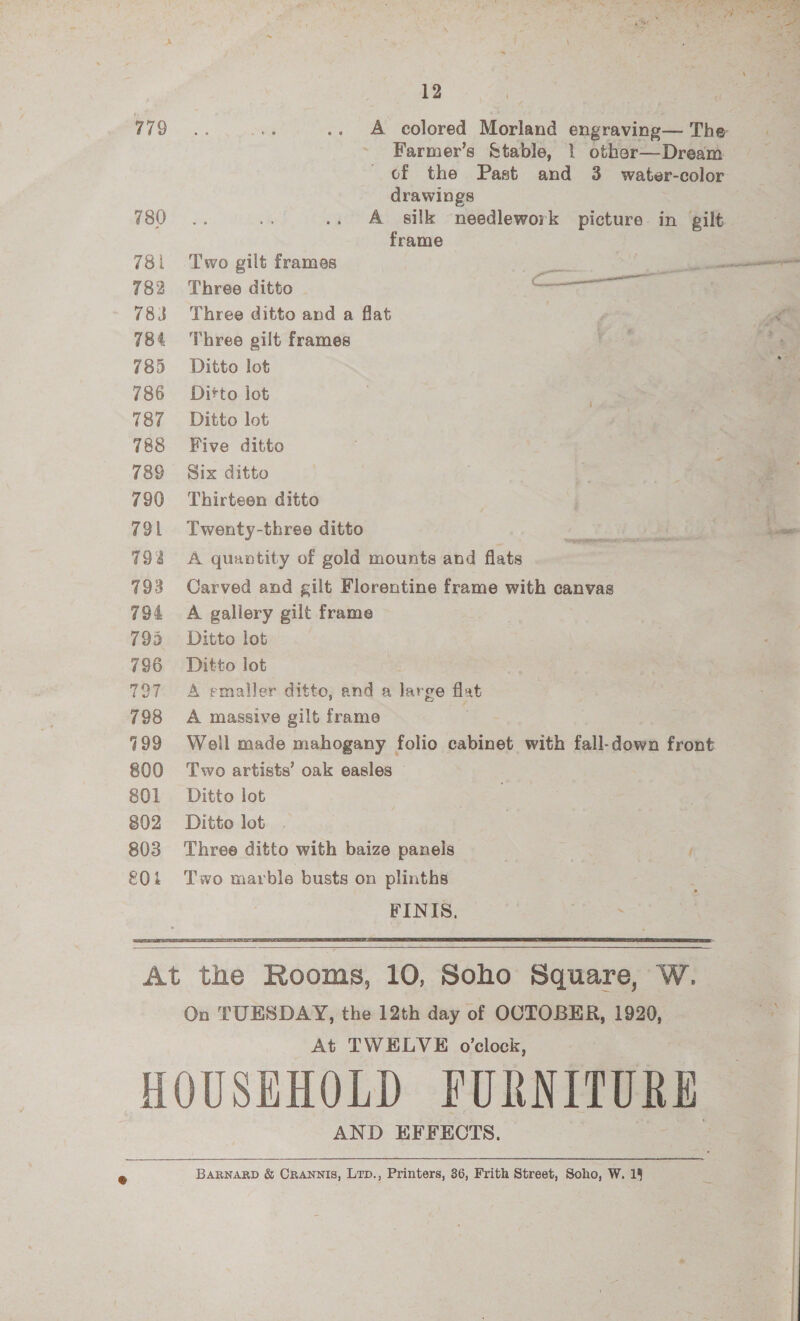 12
779 .. .. .. A colored Morland engraving— The
Farmer's Stable, 1 other—Dream
of the Past and 3 water-color
drawings
780 .. .. .. A silk needlework picture in gilt
frame
781 Two gilt frames
782 Three ditto
783 Three ditto and a flat
784 Three gilt frames
785 Ditto lot
786 Ditto lot
787 Ditto lot
788 Five ditto
789 Six ditto
790 Thirteen ditto
791 Twenty-three ditto
792 A quantity of gold mounts and flats
793 Carved and gilt Florentine frame with canvas
794 A gallery gilt frame
795 Ditto lot
796 Ditto lot
797 A smaller ditto, and a large flat
798 A massive gilt frame
799 Well made mahogany folio cabinet with fall-down front
800 Two artists' oak easles
801 Ditto lot
802 Ditto lot
803 Three ditto with baize panels
804 Two marble busts on plinths
FINIS.
At the Rooms, 10, Soho Square, W.
On TUESDAY, the 12th day of OCTOBER, 1920,
At TWELVE o'clock,
HOUSEHOLD FURNITURE
AND EFFECTS.
BARNARD & CRANNIS, LTD., Printers, 36, Frith Street, Soho, W. 1